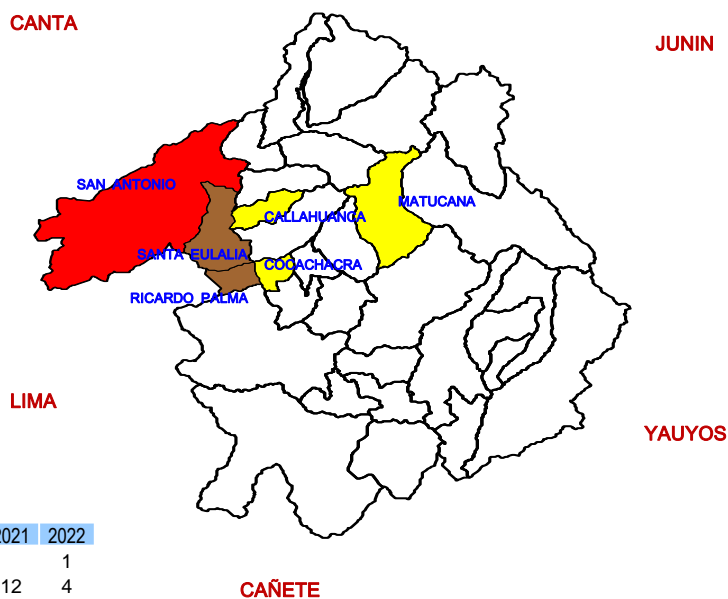 CANTA
JUNIN
SAN ANTONIO
CALLAHUANCA
MATUCANA
SANTA EULALIA
COCACHACRA
RICARDO PALMA
LIMA
YAUYOS
2021 2022
1
12 4
CAÑETE